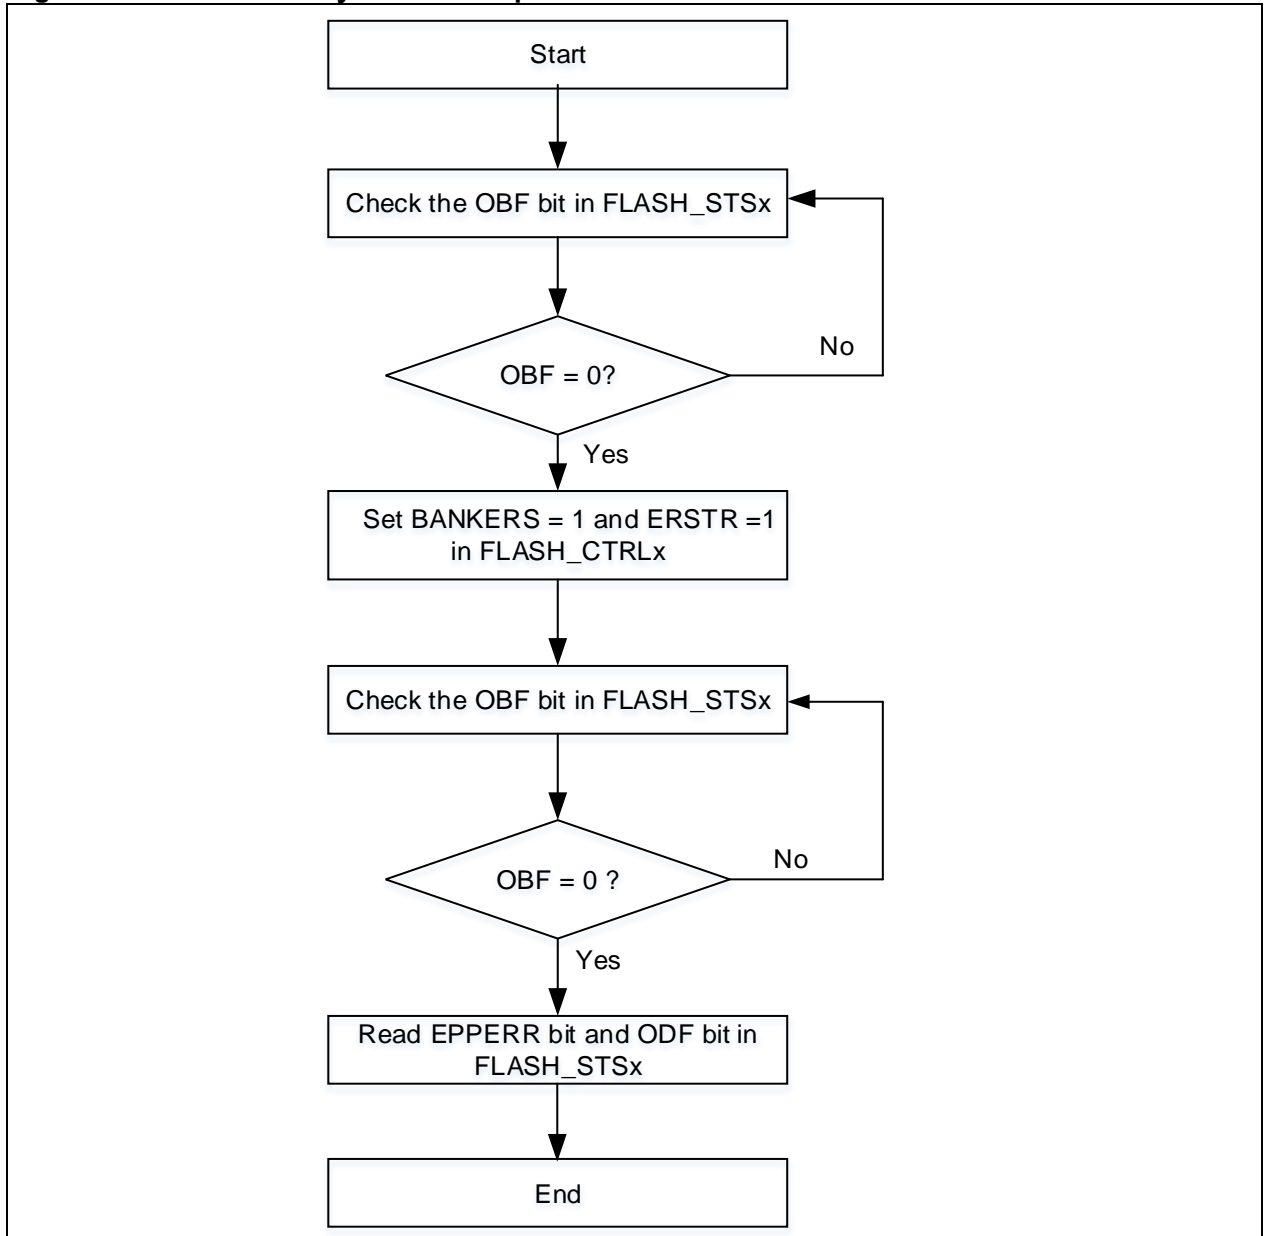 Start
Check the OBF bit in FLASH_STSx
No
OBF = 0?
Yes
Set BANKERS = 1 and ERSTR =1
in FLASH_CTRLx
Check the OBF bit in FLASH_STSx
No
OBF = 0 ?
Yes
Read EPPERR bit and ODF bit in
FLASH_STSx
End